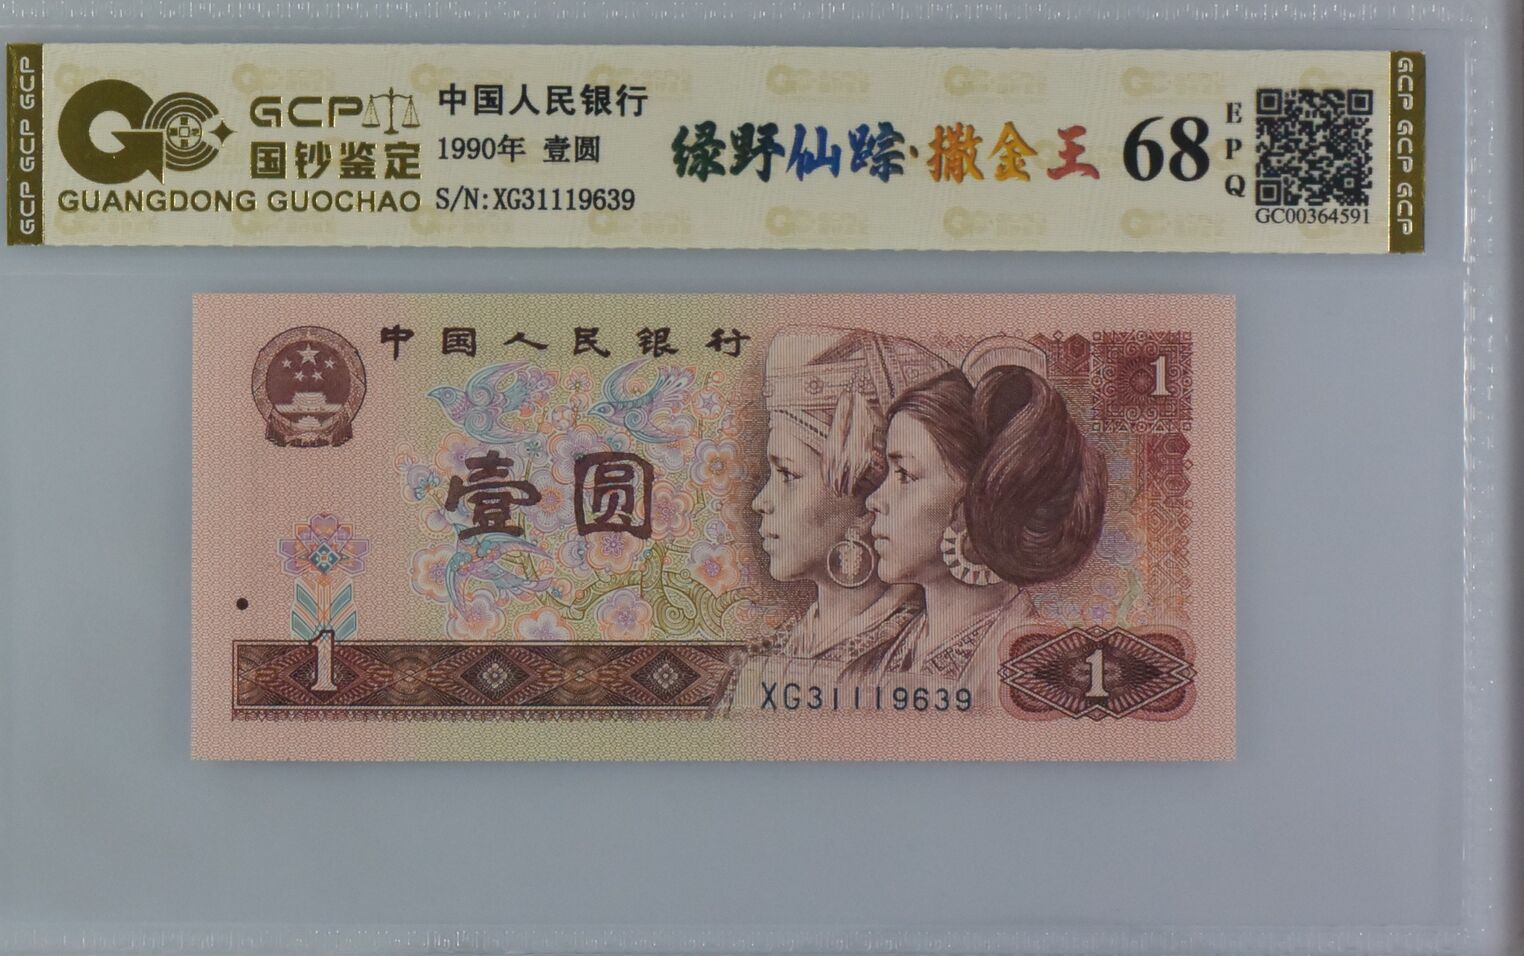 GCP GCP GCP
GCP
国钞鉴定
GUANGDONG GUOCHAO
中国人民银行
1990年 壹圆
S/N:XG31119639
绿野仙踪·撒金王
68
EPQ
GC00364591
GCP GCP GCP
中国人民银行
1
壹圆
1
XG31119639
1